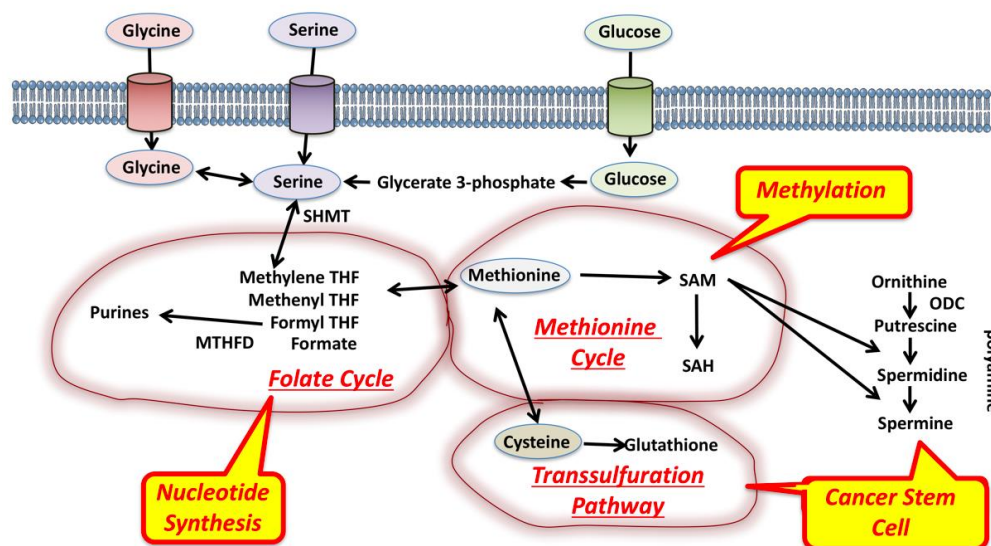 Glycine
Serine
Glucose
Glycine
Serine
Glycerate 3-phosphate
Glucose
SHMT
Methylation
Methylene THF
Methenyl THF
Formyl THF
Formate
Purines
MTHFD
Folate Cycle
Methionine
SAM
SAH
Methionine
Cycle
Ornithine
ODC
Putrescine
Spermidine
Spermine
Cysteine
Glutathione
Transsulfuration
Pathway
Nucleotide
Synthesis
Cancer Stem
Cell